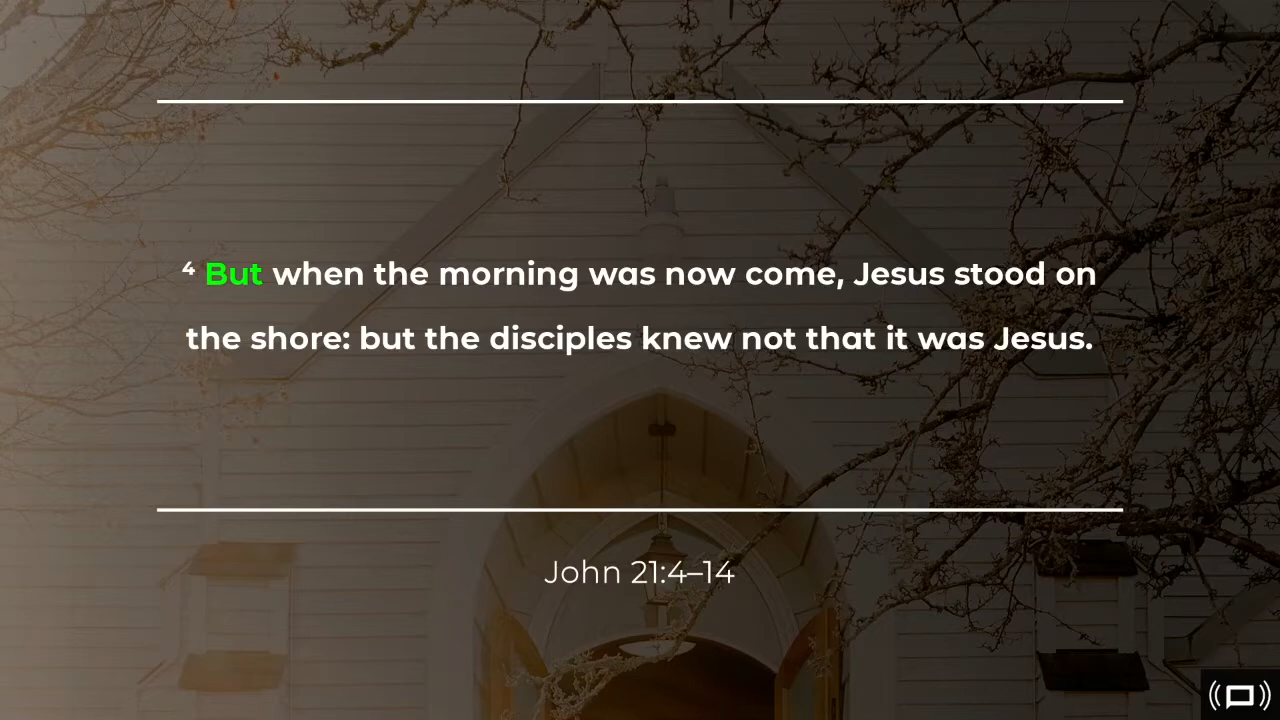 ⁴ But when the morning was now come, Jesus stood on
the shore: but the disciples knew not that it was Jesus.
John 21:4–14